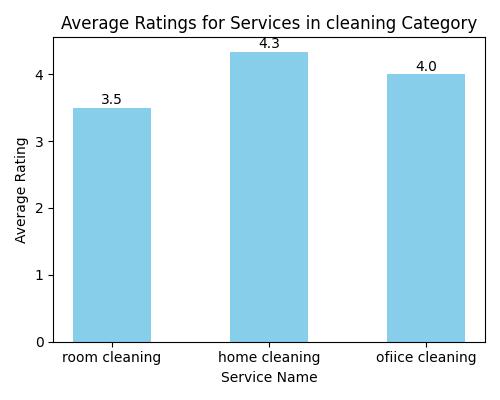 Average Ratings for Services in cleaning Category
4.3
4.0
3.5
4
3
2
1
0
Average Rating
room cleaning
home cleaning
ofiice cleaning
Service Name